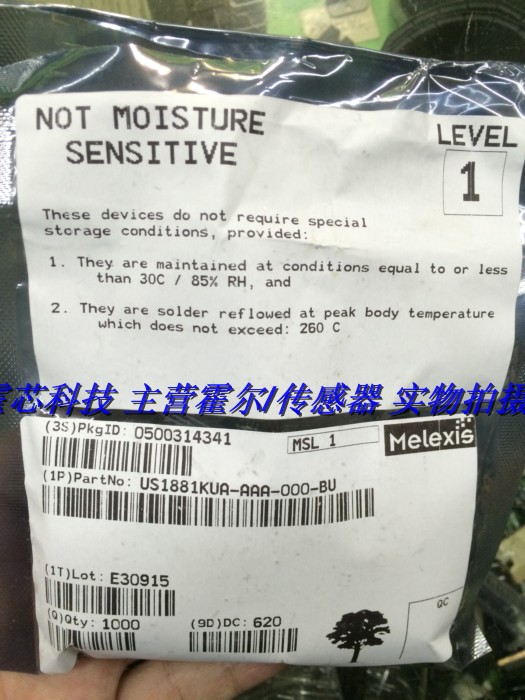 NOT MOISTURE
SENSITIVE
LEVEL
1
These devices do not require special
storage conditions, provided:
1. They are maintained at conditions equal to or less
than 30C / 85% RH, and
2. They are solder reflowed at peak body temperature
which does not exceed: 260 C
芯科技 主营霍尔/传感器 实物拍摄
(3S)PkgID: 0500314341
MSL 1
Melexis
(1P)PartNo: US1881KUA-AAA-000-BU
(1T)Lot: E30915
(Q)Qty: 1000
(9D)DC: 620
QC